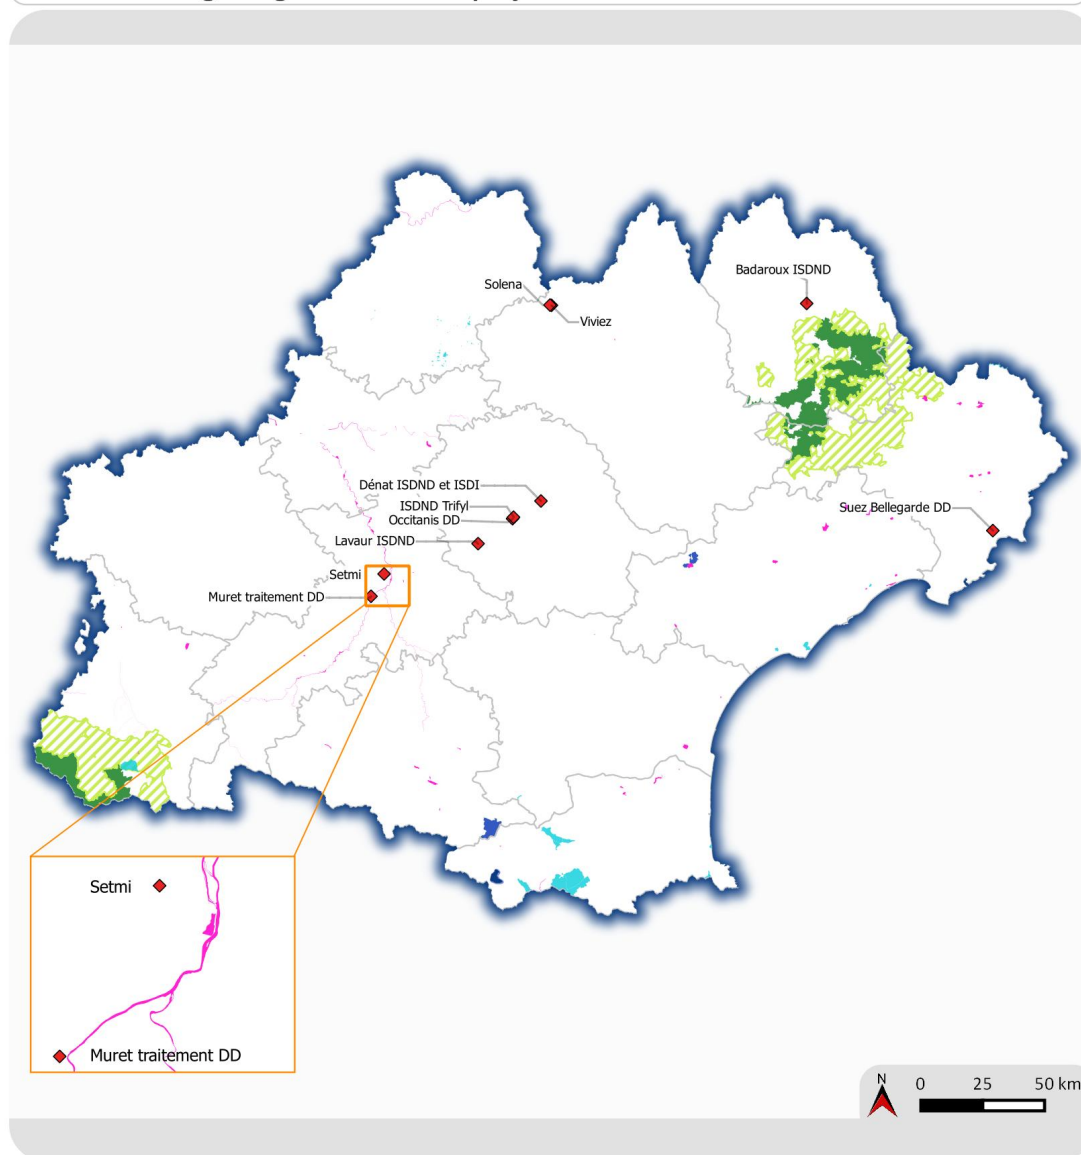 Badaroux ISDND
Solena
Viviez
Dénat ISDND et ISDI
ISDND Trifyl
Occitanis DD
Suez Bellegarde DD
Lavaur ISDND
Setmi
Muret traitement DD
Setmi
Muret traitement DD
N
0 25 50 km